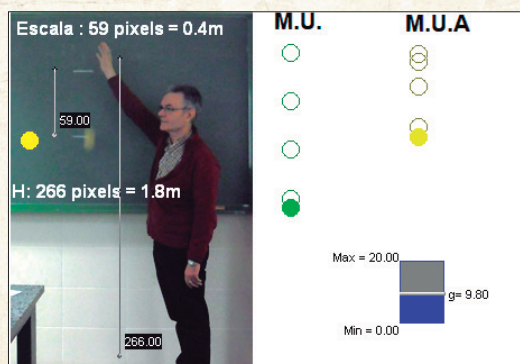 Escala : 59 pixels = 0.4m
59.00
H: 266 pixels = 1.8m
266.00
M.U.
M.U.A
Max = 20.00
g= 9.80
Min = 0.00